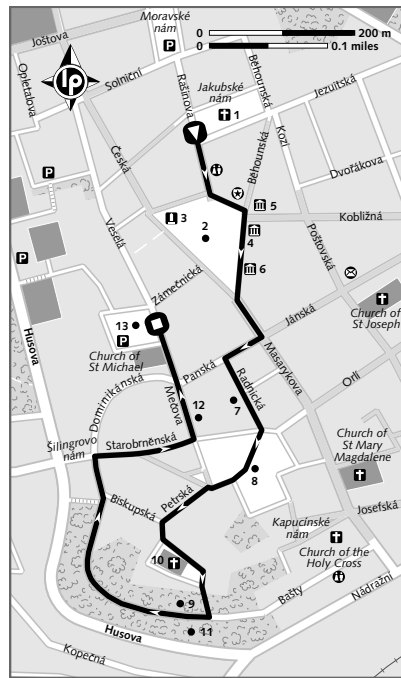 Moravské
nám
0 200 m
0 0.1 miles
Joštova
Opletalova
Solniční
lp
Rašínova
Běhounská
Jakubské
nám
1
Jezuitská
Kozí
Dvořákova
Česká
Běhounská
3
2
5
4
6
Kobližná
Poštovská
Veselá
Zámečnická
Husova
13
Church of
St Michael
Jánská
Church of
St Joseph
Panská
Masarykova
Orlí
Dominikánská
Mečova
Radnická
12
7
Šilingrovo
nám
Starobrněnská
Church of
St Mary
Magdalene
8
Petrská
Biskupská
Josefská
Kapucínské
nám
10
Church of the
Holy Cross
Bašty
Nádražní
9
11
Husova
Kopečná